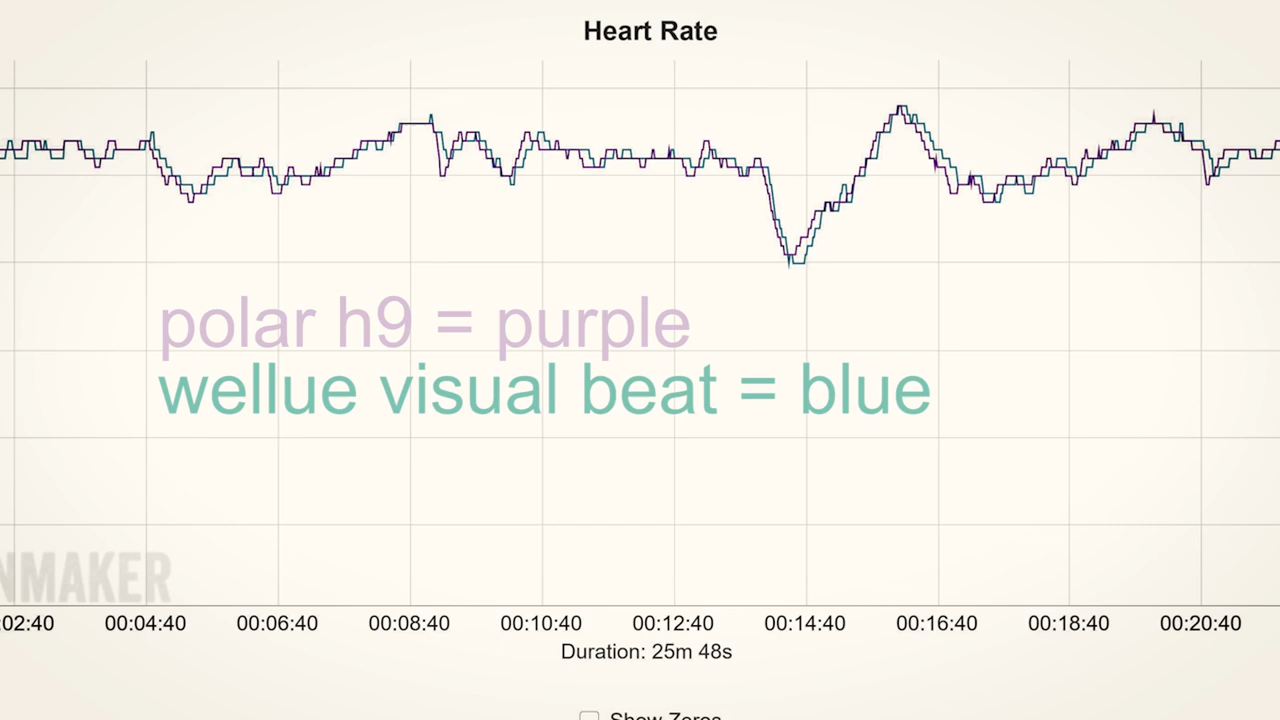 Heart Rate
polar h9 = purple
wellue visual beat = blue
NMAKER
:02:40 00:04:40 00:06:40 00:08:40 00:10:40 00:12:40 00:14:40 00:16:40 00:18:40 00:20:40
Duration: 25m 48s
Show Zeros